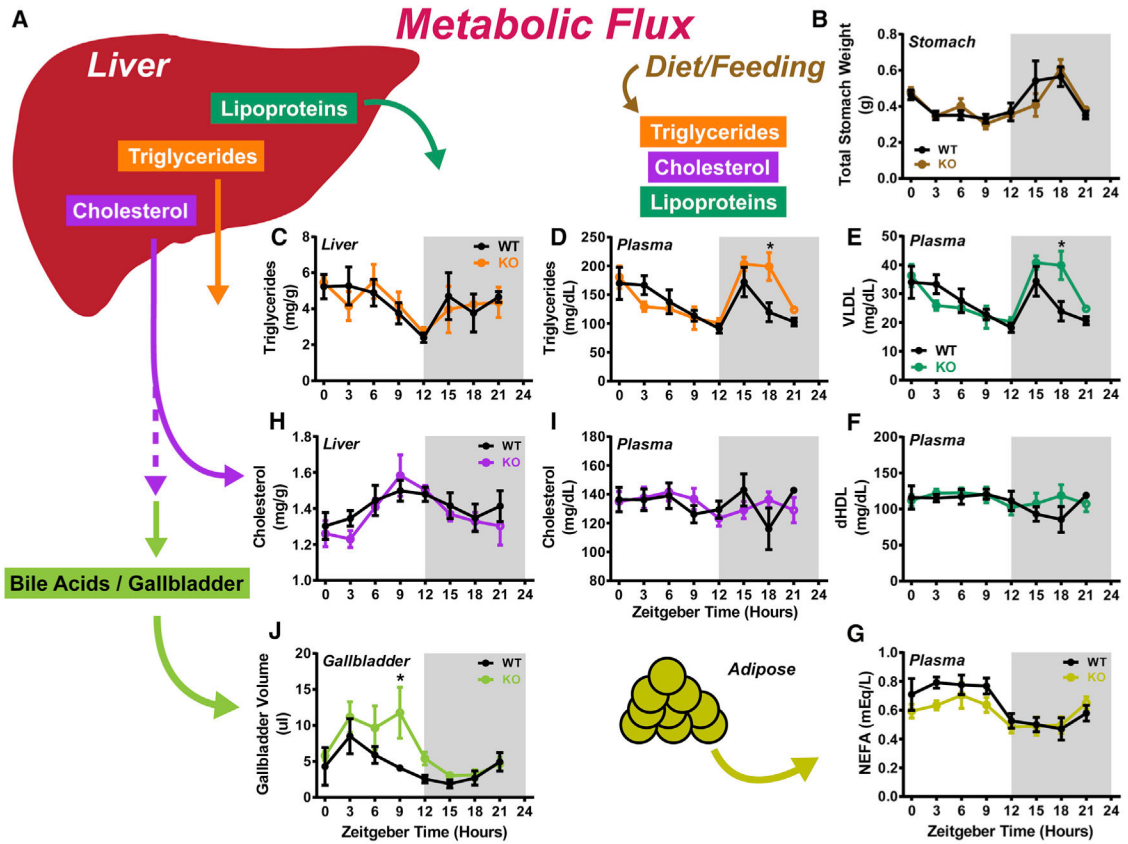 A
Metabolic Flux
Liver
Lipoproteins
Triglycerides
Cholesterol
Diet/Feeding
Triglycerides
Cholesterol
Lipoproteins
B
Stomach
Total Stomach Weight
(g)
0.8
0.6
0.4
0.2
0.0
WT
KO
0 3 6 9 12 15 18 21 24
C
Liver
Triglycerides
(mg/g)
8
6
4
2
0
WT
KO
0 3 6 9 12 15 18 21 24
D
Plasma
Triglycerides
(mg/dL)
250
200
150
100
50
0
*
WT
KO
0 3 6 9 12 15 18 21 24
E
Plasma
VLDL
(mg/dL)
50
40
30
20
10
0
*
WT
KO
0 3 6 9 12 15 18 21 24
H
Liver
Cholesterol
(mg/g)
1.8
1.6
1.4
1.2
1.0
WT
KO
0 3 6 9 12 15 18 21 24
I
Plasma
Cholesterol
(mg/dL)
180
160
140
120
100
80
WT
KO
0 3 6 9 12 15 18 21 24
Zeitgeber Time (Hours)
F
Plasma
dHDL
(mg/dL)
200
150
100
50
0
WT
KO
0 3 6 9 12 15 18 21 24
Bile Acids / Gallbladder
J
Gallbladder
Gallbladder Volume
(ul)
20
15
10
5
0
*
WT
KO
0 3 6 9 12 15 18 21 24
Zeitgeber Time (Hours)
Adipose
G
Plasma
NEFA (mEq/L)
1.0
0.8
0.6
0.4
0.2
0.0
WT
KO
0 3 6 9 12 15 18 21 24
Zeitgeber Time (Hours)